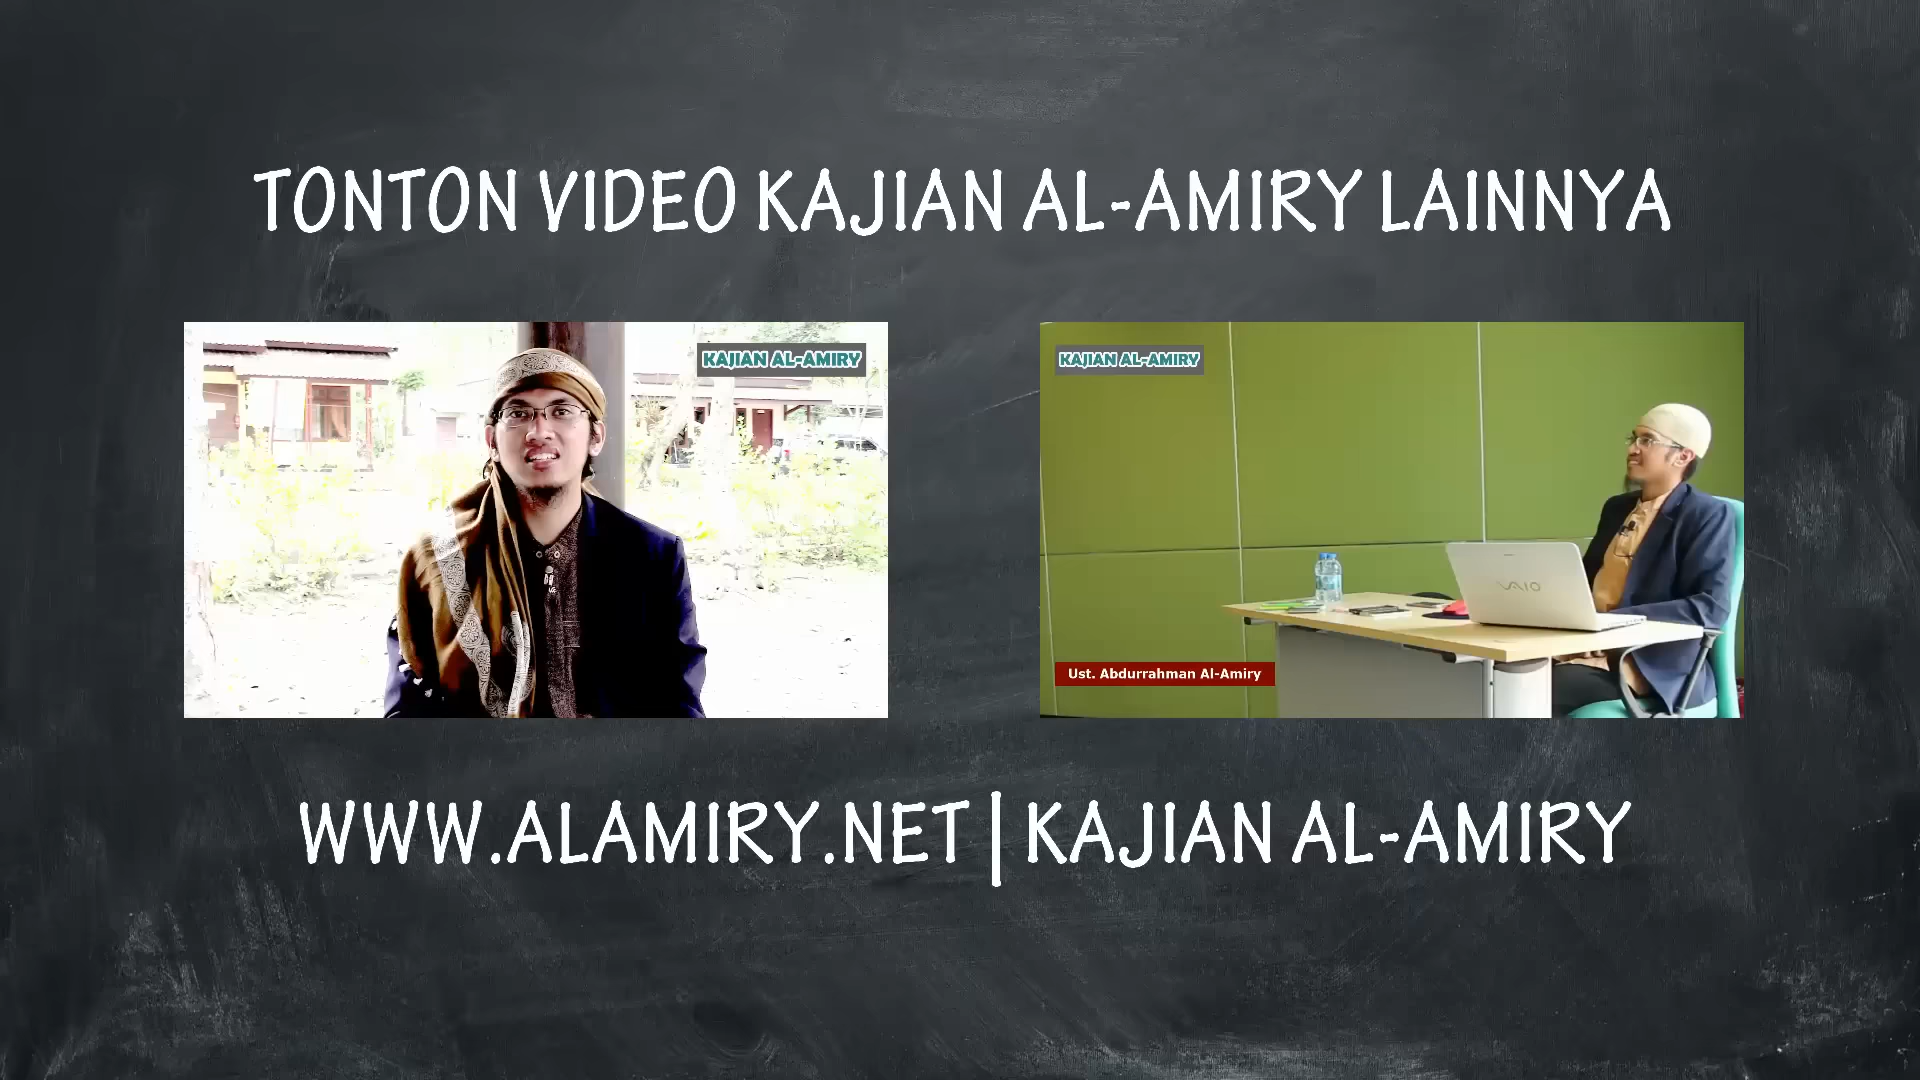 TONTON VIDEO KAJIAN AL-AMIRY LAINNYA
KAJIAN AL-AMIRY
KAJIAN AL-AMIRY
VAIO
Ust. Abdurrahman Al-Amiry
WWW.ALAMIRY.NET | KAJIAN AL-AMIRY